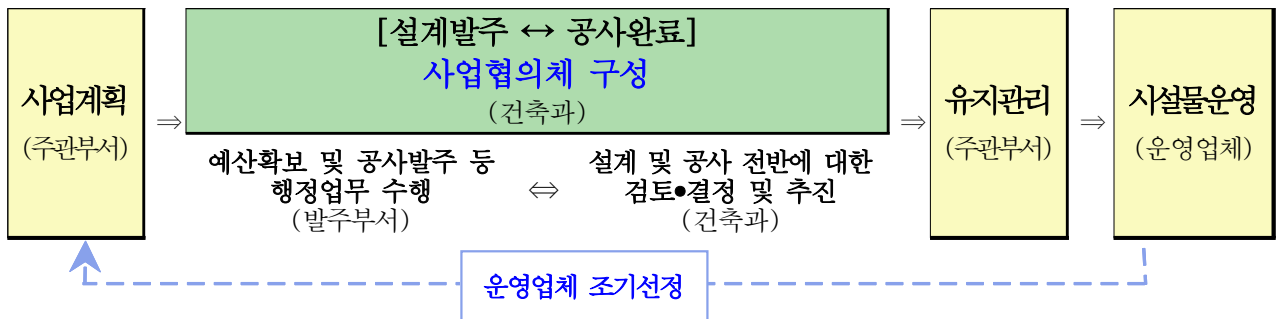 사업계획
(주관부서)
⇒
[설계발주 ↔ 공사완료]
사업협의체 구성
(건축과)
예산확보 및 공사발주 등
행정업무 수행
(발주부서)
⇔
설계 및 공사 전반에 대한
검토•결정 및 추진
(건축과)
⇒
유지관리
(주관부서)
⇒
시설물운영
(운영업체)
운영업체 조기선정